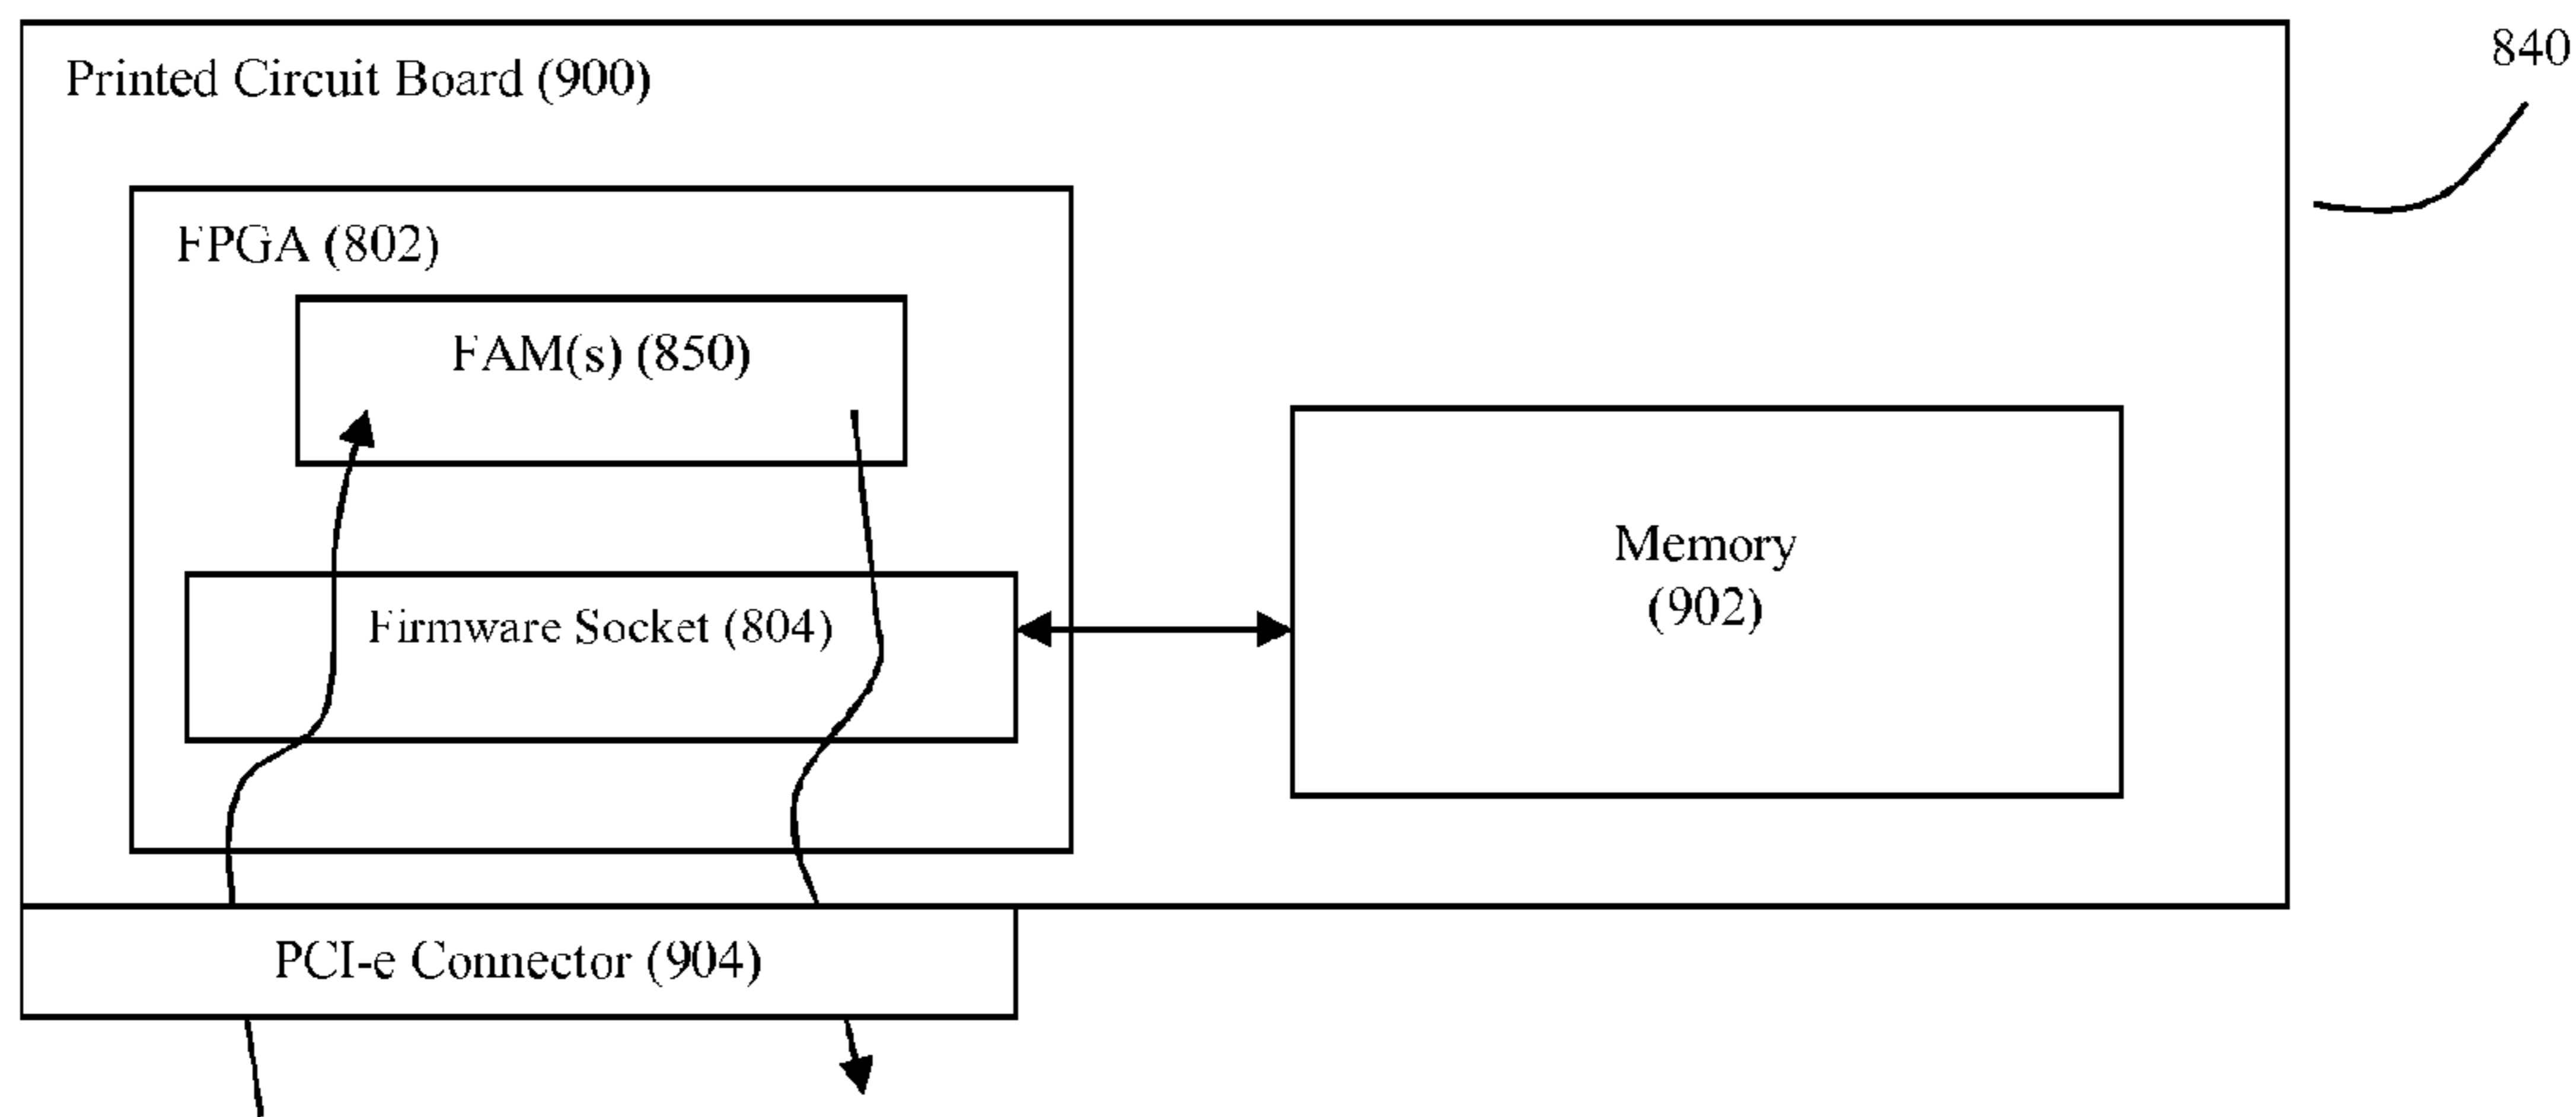 Printed Circuit Board (900)
840
FPGA (802)
FAM(s) (850)
Firmware Socket (804)
Memory
(902)
PCI-e Connector (904)